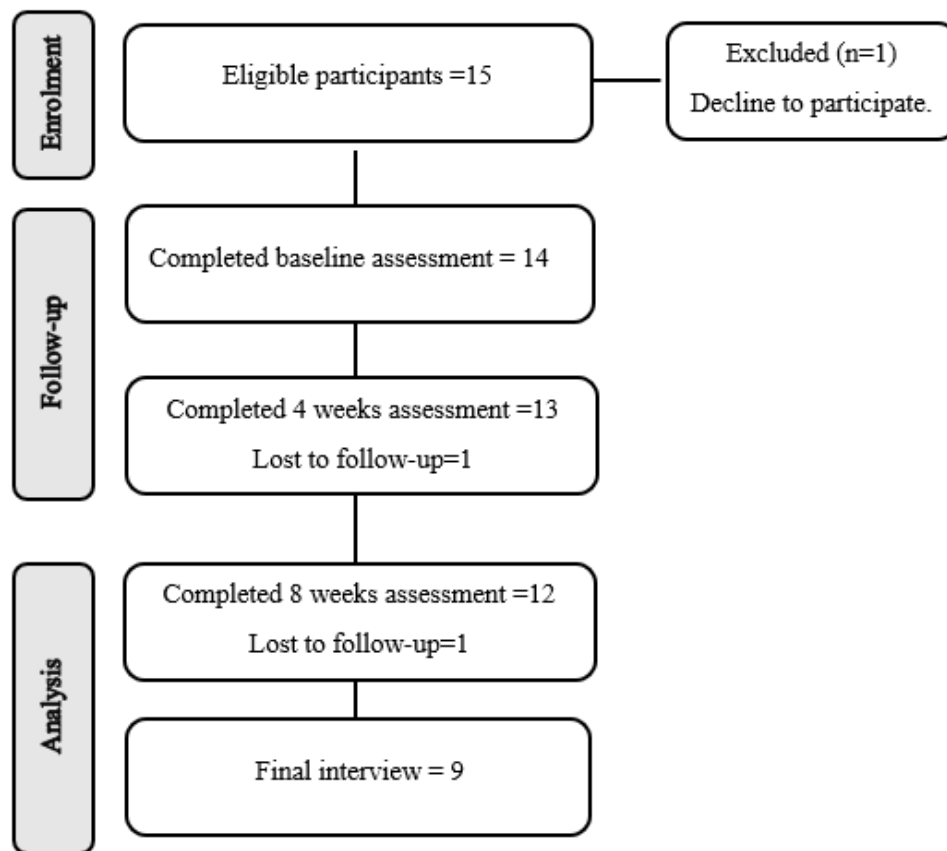 Enrolment
Eligible participants =15
Excluded (n=1)
Decline to participate.
Follow-up
Completed baseline assessment = 14
Completed 4 weeks assessment =13
Lost to follow-up=1
Analysis
Completed 8 weeks assessment =12
Lost to follow-up=1
Final interview = 9